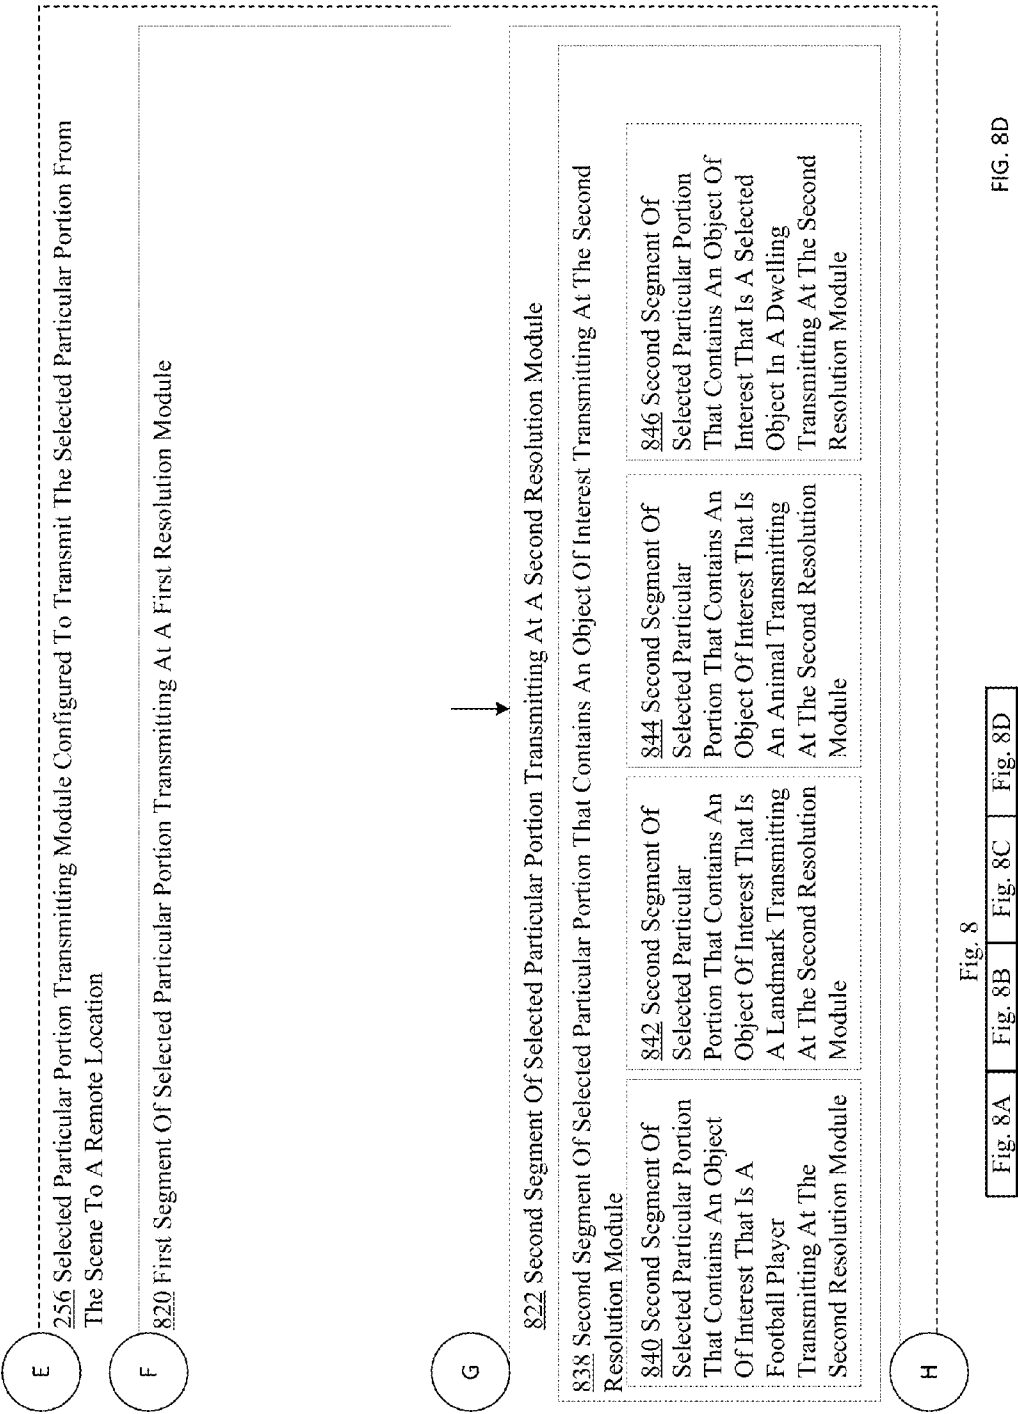 E
256 Selected Particular Portion Transmitting Module Configured To Transmit The Selected Particular Portion From
The Scene To A Remote Location
F
820 First Segment Of Selected Particular Portion Transmitting At A First Resolution Module
G
822 Second Segment Of Selected Particular Portion Transmitting At A Second Resolution Module
838 Second Segment Of Selected Particular Portion That Contains An Object Of Interest Transmitting At The Second
Resolution Module
840 Second Segment Of
Selected Particular Portion
That Contains An Object
Of Interest That Is A
Football Player
Transmitting At The
Second Resolution Module
842 Second Segment Of
Selected Particular
Portion That Contains An
Object Of Interest That Is
A Landmark Transmitting
At The Second Resolution
Module
844 Second Segment Of
Selected Particular
Portion That Contains An
Object Of Interest That Is
An Animal Transmitting
At The Second Resolution
Module
846 Second Segment Of
Selected Particular Portion
That Contains An Object Of
Interest That Is A Selected
Object In A Dwelling
Transmitting At The Second
Resolution Module
H
Fig. 8
Fig. 8A Fig. 8B Fig. 8C Fig. 8D
FIG. 8D